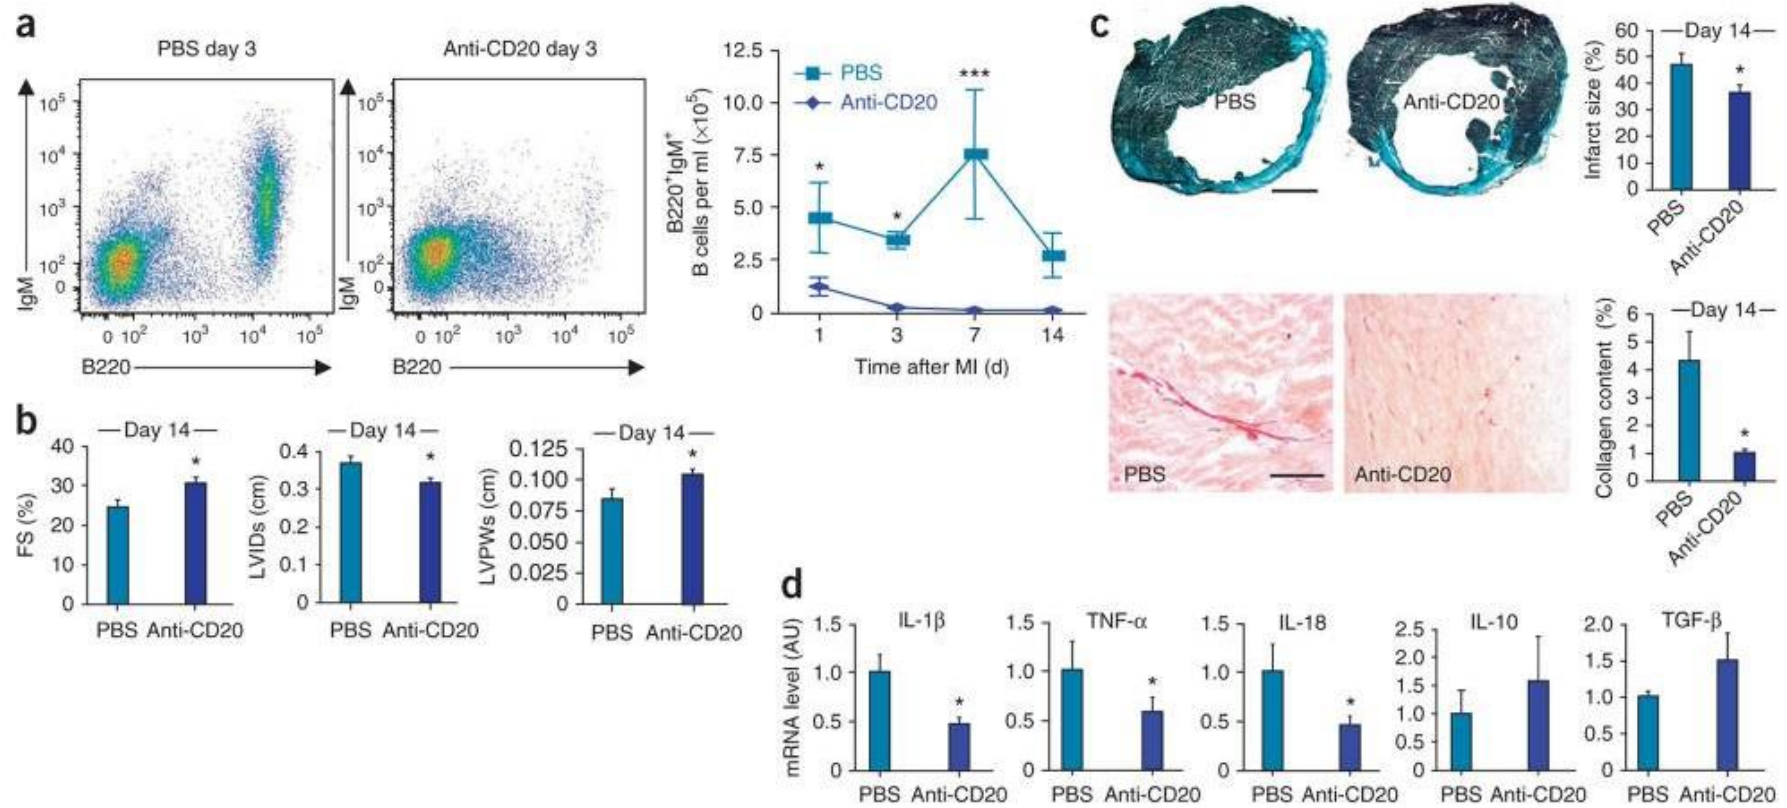 a
PBS day 3
Anti-CD20 day 3
IgM
10⁵
10⁴
10³
10²
0
0 10² 10³ 10⁴ 10⁵
B220
IgM
10⁵
10⁴
10³
10²
0
0 10² 10³ 10⁴ 10⁵
B220
B220⁺IgM⁺
B cells per ml (×10⁵)
12.5
10.0
7.5
5.0
2.5
0
PBS
Anti-CD20
*
*
***
1 3 7 14
Time after MI (d)
b
Day 14
FS (%)
40
30
20
10
0
*
PBS Anti-CD20
Day 14
LVIDs (cm)
0.4
0.3
0.2
0.1
0
*
PBS Anti-CD20
Day 14
LVPWs (cm)
0.125
0.100
0.075
0.050
0.025
0
*
PBS Anti-CD20
c
PBS
Anti-CD20
Day 14
Infarct size (%)
60
50
40
30
20
10
0
*
PBS
Anti-CD20
PBS
Anti-CD20
Day 14
Collagen content (%)
6
5
4
3
2
1
0
*
PBS
Anti-CD20
d
mRNA level (AU)
IL-1β
1.5
1.0
0.5
0
*
PBS Anti-CD20
TNF-α
1.5
1.0
0.5
0
*
PBS Anti-CD20
IL-18
1.5
1.0
0.5
0
*
PBS Anti-CD20
IL-10
2.5
2.0
1.5
1.0
0.5
0
PBS Anti-CD20
TGF-β
2.0
1.5
1.0
0.5
0
PBS Anti-CD20